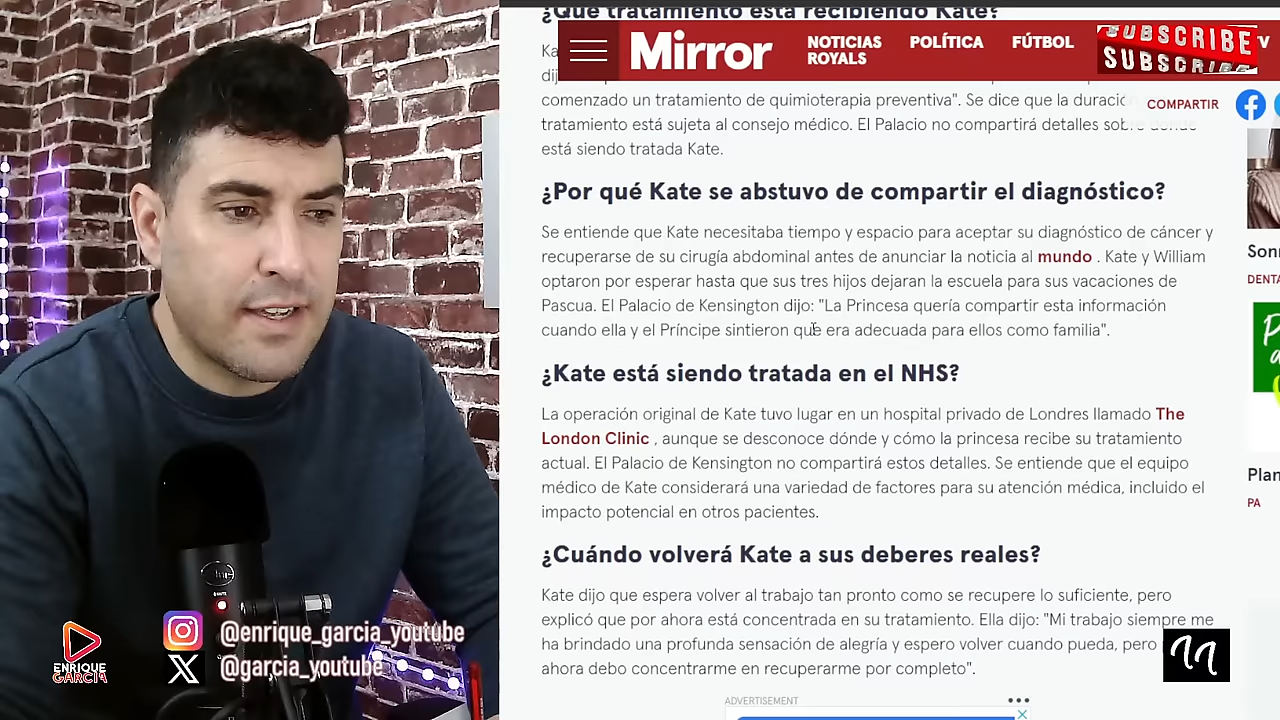 ¿Qué tratamiento está recibiendo Kate?
Mirror
NOTICIAS
ROYALS
POLÍTICA
FÚTBOL
SUBSCRIBE
SUBSCRIBE
V
Ka
dij
comenzado un tratamiento de quimioterapia preventiva". Se dice que la duració
COMPARTIR
tratamiento está sujeta al consejo médico. El Palacio no compartirá detalles sobre donde
está siendo tratada Kate.
¿Por qué Kate se abstuvo de compartir el diagnóstico?
Se entiende que Kate necesitaba tiempo y espacio para aceptar su diagnóstico de cáncer y
recuperarse de su cirugía abdominal antes de anunciar la noticia al mundo . Kate y William
optaron por esperar hasta que sus tres hijos dejaran la escuela para sus vacaciones de
Pascua. El Palacio de Kensington dijo: "La Princesa quería compartir esta información
cuando ella y el Príncipe sintieron que era adecuada para ellos como familia".
¿Kate está siendo tratada en el NHS?
La operación original de Kate tuvo lugar en un hospital privado de Londres llamado The
London Clinic , aunque se desconoce dónde y cómo la princesa recibe su tratamiento
actual. El Palacio de Kensington no compartirá estos detalles. Se entiende que el equipo
médico de Kate considerará una variedad de factores para su atención médica, incluido el
impacto potencial en otros pacientes.
¿Cuándo volverá Kate a sus deberes reales?
Kate dijo que espera volver al trabajo tan pronto como se recupere lo suficiente, pero
explicó que por ahora está concentrada en su tratamiento. Ella dijo: "Mi trabajo siempre me
ha brindado una profunda sensación de alegría y espero volver cuando pueda, pero
ahora debo concentrarme en recuperarme por completo".
ADVERTISEMENT
Sonr
DENTA
Plan
PA
ENRIQUE
GARCIA
@enrique_garcia_youtube
@garcia_youtube